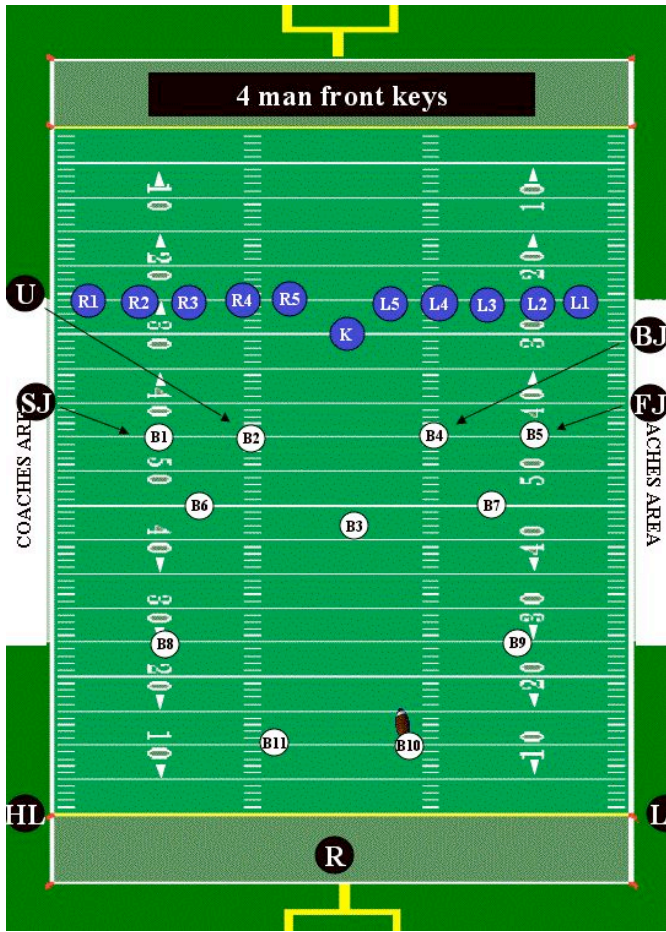 4 man front keys
10 10
20 20
U
R1 R2 R3 R4 R5 L5 L4 L3 L2 L1
K
30 30
BJ
SJ
40 40
FJ
B1 B2 B4 B5
50 50
COACHES AREA
ACHES AREA
B6 B7
B3
40 40
30 30
B8 B9
20 20
B11 B10
10 10
HL L
R